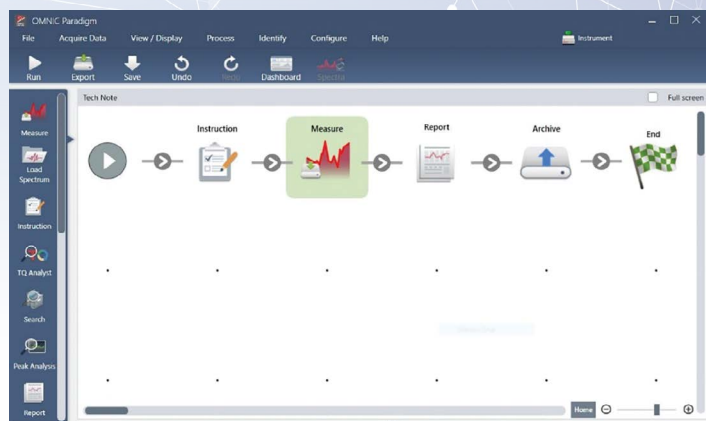 OMNIC Paradigm
File Acquire Data View / Display Process Identify Configure Help Instrument
Run Export Save Undo Redo Dashboard Spectra
Tech Note Full screen
Measure
Load
Spectrum
Instruction
TQ Analyst
Search
Peak Analysis
Report
Instruction Measure Report Archive End
Home